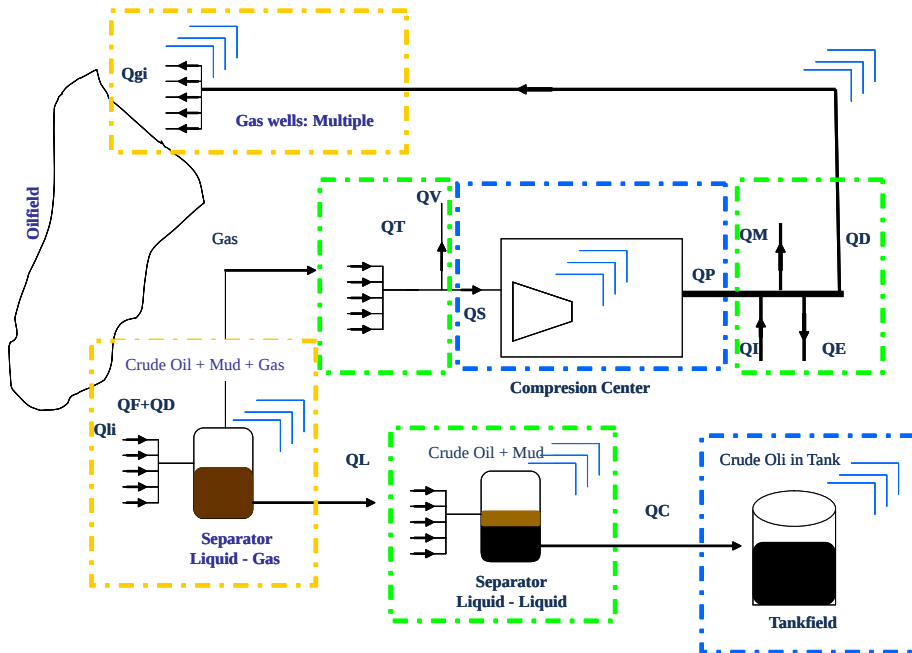 Qgi
Gas wells: Multiple
Oilfield
Gas
QV
QT
QS
QP
QM
QD
QI
QE
Compresion Center
Crude Oil + Mud + Gas
QF+QD
Qli
QL
Separator
Liquid - Gas
Crude Oil + Mud
Separator
Liquid - Liquid
QC
Crude Oli in Tank
Tankfield